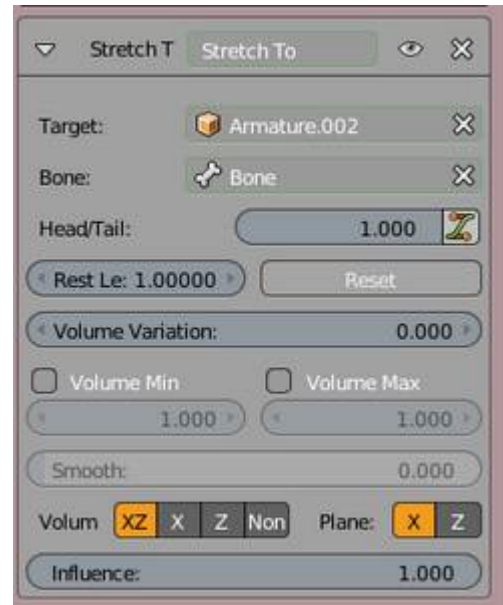 Stretch T Stretch To
Target: Armature.002
Bone: Bone
Head/Tail: 1.000
Rest Le: 1.00000 Reset
Volume Variation: 0.000
Volume Min Volume Max
1.000 1.000
Smooth: 0.000
Volum XZ X Z Non Plane: X Z
Influence: 1.000